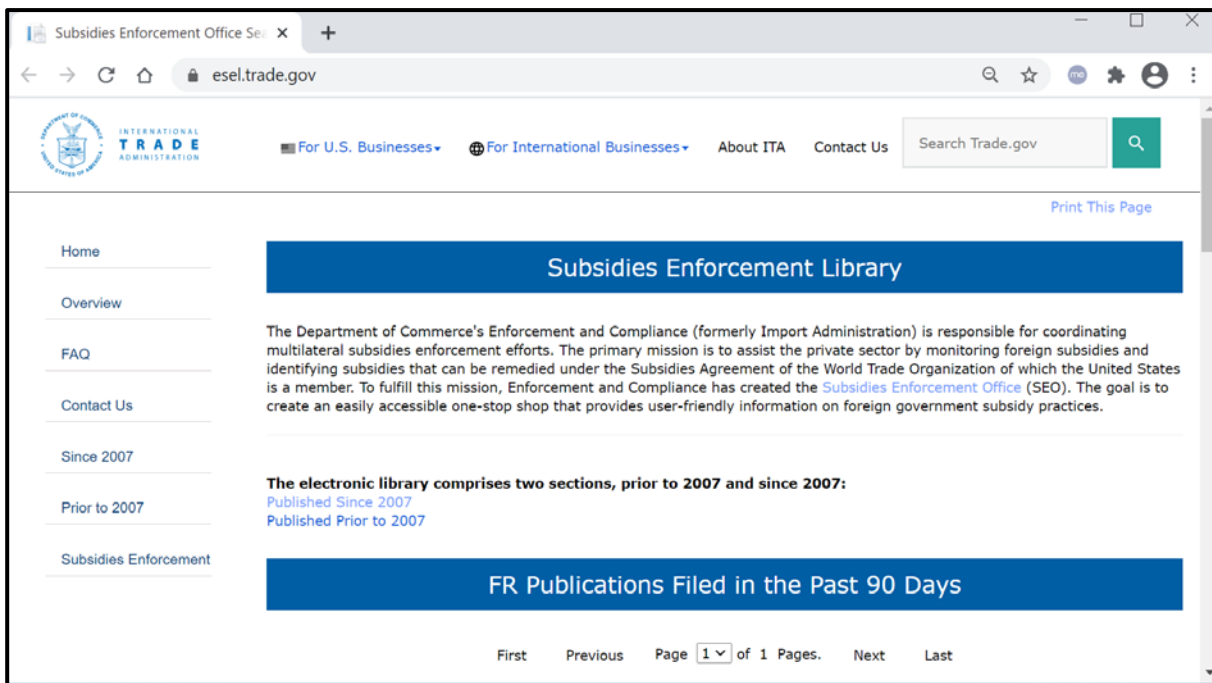 Subsidies Enforcement Office Sea
esel.trade.gov
DEPARTMENT OF COMMERCE
UNITED STATES OF AMERICA
INTERNATIONAL
TRADE
ADMINISTRATION
For U.S. Businesses
For International Businesses
About ITA
Contact Us
Search Trade.gov
Print This Page
Home
Overview
FAQ
Contact Us
Since 2007
Prior to 2007
Subsidies Enforcement
Subsidies Enforcement Library
The Department of Commerce's Enforcement and Compliance (formerly Import Administration) is responsible for coordinating
multilateral subsidies enforcement efforts. The primary mission is to assist the private sector by monitoring foreign subsidies and
identifying subsidies that can be remedied under the Subsidies Agreement of the World Trade Organization of which the United States
is a member. To fulfill this mission, Enforcement and Compliance has created the Subsidies Enforcement Office (SEO). The goal is to
create an easily accessible one-stop shop that provides user-friendly information on foreign government subsidy practices.
The electronic library comprises two sections, prior to 2007 and since 2007:
Published Since 2007
Published Prior to 2007
FR Publications Filed in the Past 90 Days
First Previous Page 1 of 1 Pages. Next Last